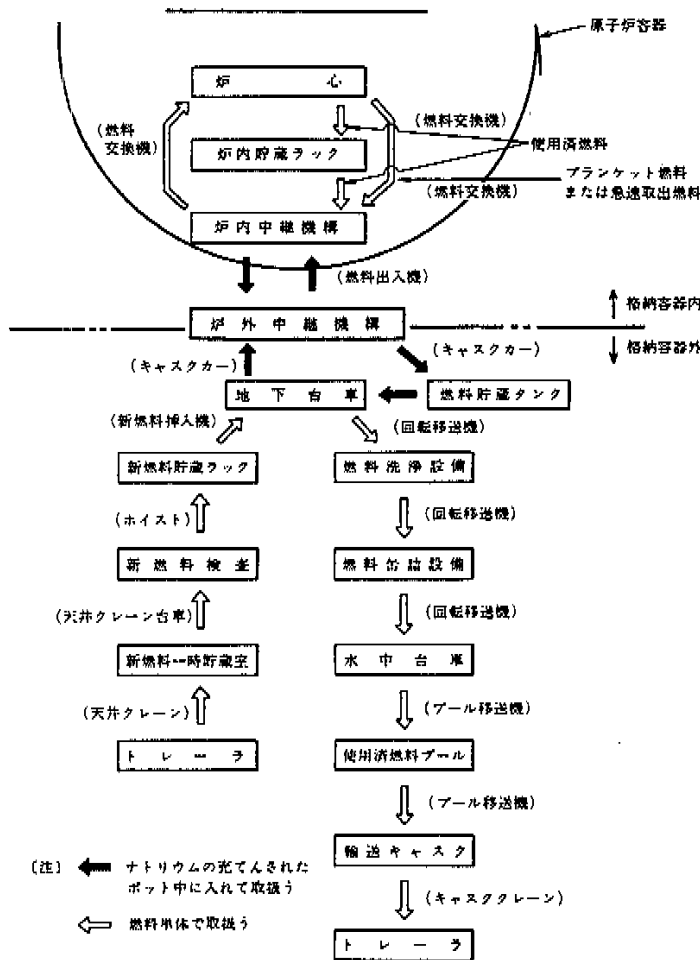 原子炉容器
炉心
(燃料
交換機)
(燃料交換機)
炉内貯蔵ラック
使用済燃料
(燃料交換機)
ブランケット燃料
または急速取出燃料
炉内中継機構
(燃料出入機)
炉外中継機構
格納容器内
格納容器外
(キャスクカー)
(キャスクカー)
地下台車
燃料貯蔵タンク
(新燃料挿入機)
(回転移送機)
新燃料貯蔵ラック
燃料洗浄設備
(ホイスト)
(回転移送機)
新燃料検査
燃料缶詰設備
(天井クレーン台車)
(回転移送機)
新燃料一時貯蔵室
水中台車
(天井クレーン)
(プール移送機)
トレーラ
使用済燃料プール
(プール移送機)
輸送キャスク
(キャスククレーン)
トレーラ
〔注〕 ナトリウムの充てんされた
ポット中に入れて取扱う
燃料単体で取扱う